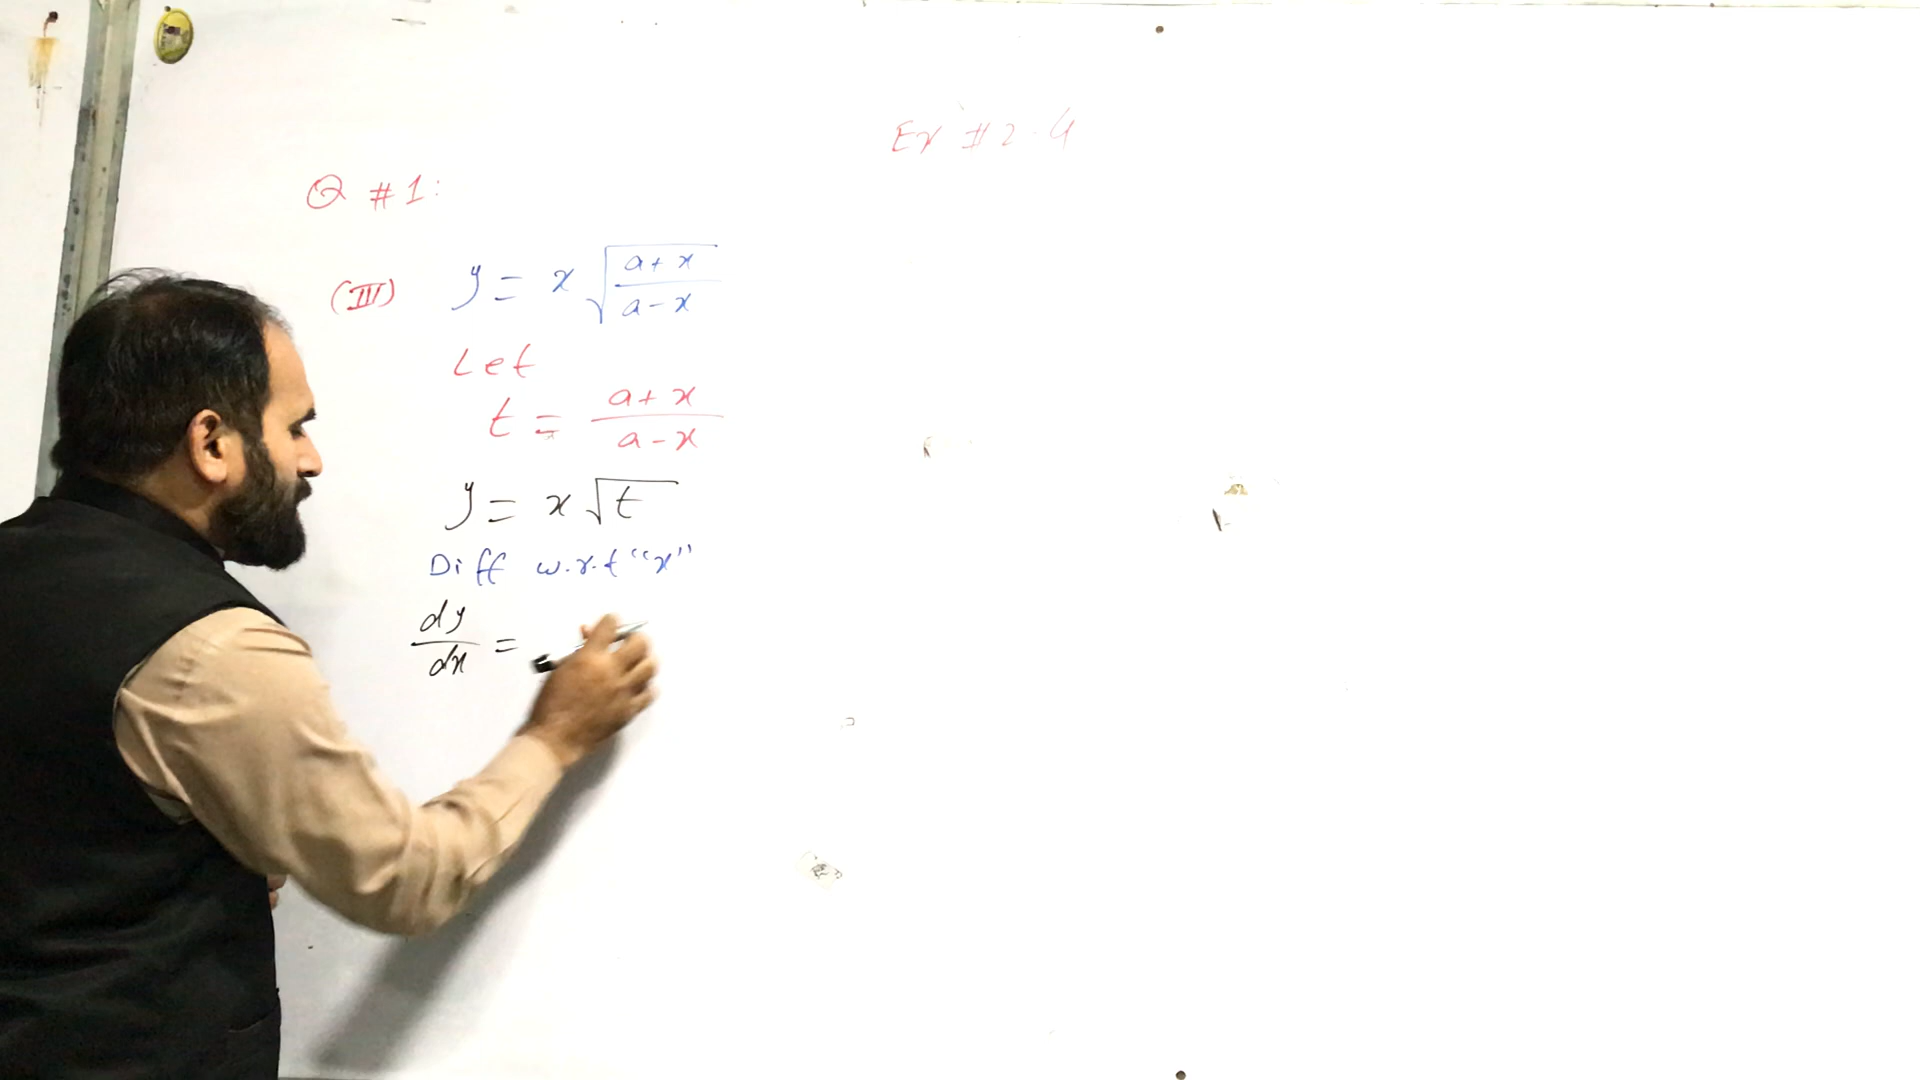 Ex # 2.4
Q # 1:
(III) y = x √((a+x)/(a-x))
Let
t = (a+x)/(a-x)
y = x √t
Diff w.r.t "x"
dy/dx =